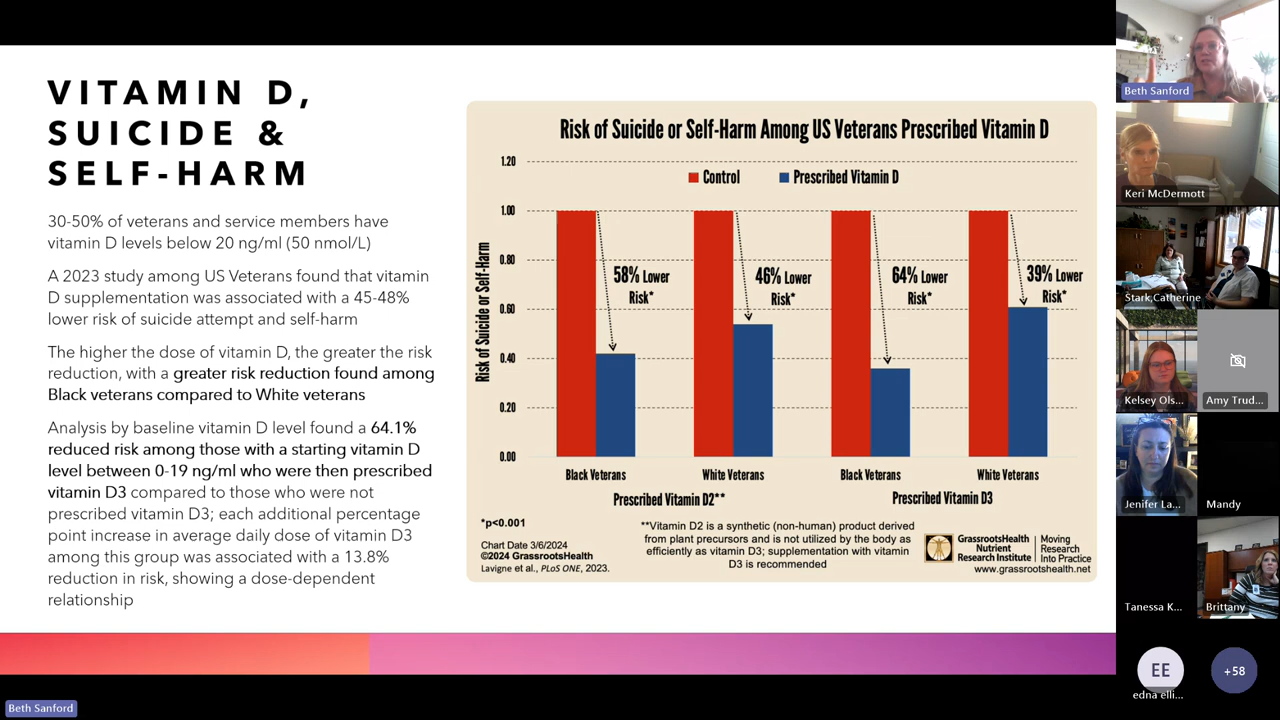 VITAMIN D,
SUICIDE &
SELF-HARM
30-50% of veterans and service members have
vitamin D levels below 20 ng/ml (50 nmol/L)
A 2023 study among US Veterans found that vitamin
D supplementation was associated with a 45-48%
lower risk of suicide attempt and self-harm
The higher the dose of vitamin D, the greater the risk
reduction, with a greater risk reduction found among
Black veterans compared to White veterans
Analysis by baseline vitamin D level found a 64.1%
reduced risk among those with a starting vitamin D
level between 0-19 ng/ml who were then prescribed
vitamin D3 compared to those who were not
prescribed vitamin D3; each additional percentage
point increase in average daily dose of vitamin D3
among this group was associated with a 13.8%
reduction in risk, showing a dose-dependent
relationship
Risk of Suicide or Self-Harm Among US Veterans Prescribed Vitamin D
Control
Prescribed Vitamin D
Risk of Suicide or Self-Harm
1.20
1.00
0.80
0.60
0.40
0.20
0.00
58% Lower
Risk*
46% Lower
Risk*
64% Lower
Risk*
39% Lower
Risk*
Black Veterans
White Veterans
Black Veterans
White Veterans
Prescribed Vitamin D2**
Prescribed Vitamin D3
*p<0.001
Chart Date 3/6/2024
©2024 GrassrootsHealth
Lavigne et al., PLoS ONE, 2023.
**Vitamin D2 is a synthetic (non-human) product derived
from plant precursors and is not utilized by the body as
efficiently as vitamin D3; supplementation with vitamin
D3 is recommended
GrassrootsHealth
Nutrient
Research Institute
Moving
Research
Into Practice
www.grassrootshealth.net
Beth Sanford
Keri McDermott
Stark,Catherine
Kelsey Ols...
Amy Trud...
Jenifer La...
Mandy
Tanessa K...
Brittany
EE
edna elli...
+58
Beth Sanford